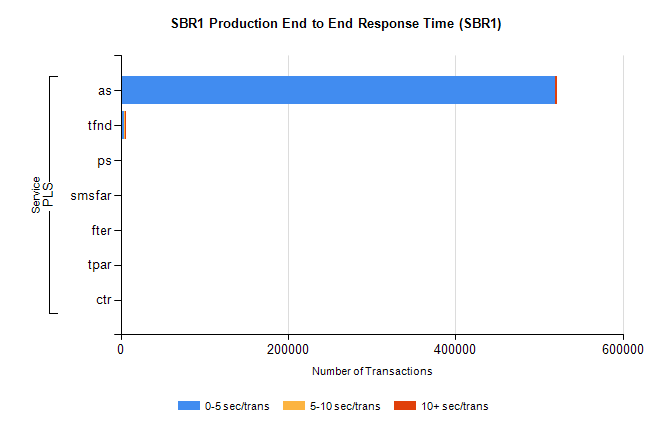 SBR1 Production End to End Response Time (SBR1)
Service
PLS
as
tfnd
ps
smsfar
fter
tpar
ctr
0 200000 400000 600000
Number of Transactions
0-5 sec/trans 5-10 sec/trans 10+ sec/trans